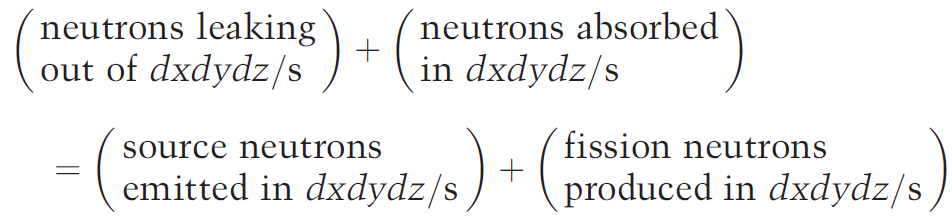 (neutrons leaking out of dxdydz/s) + (neutrons absorbed in dxdydz/s)
= (source neutrons emitted in dxdydz/s) + (fission neutrons produced in dxdydz/s)